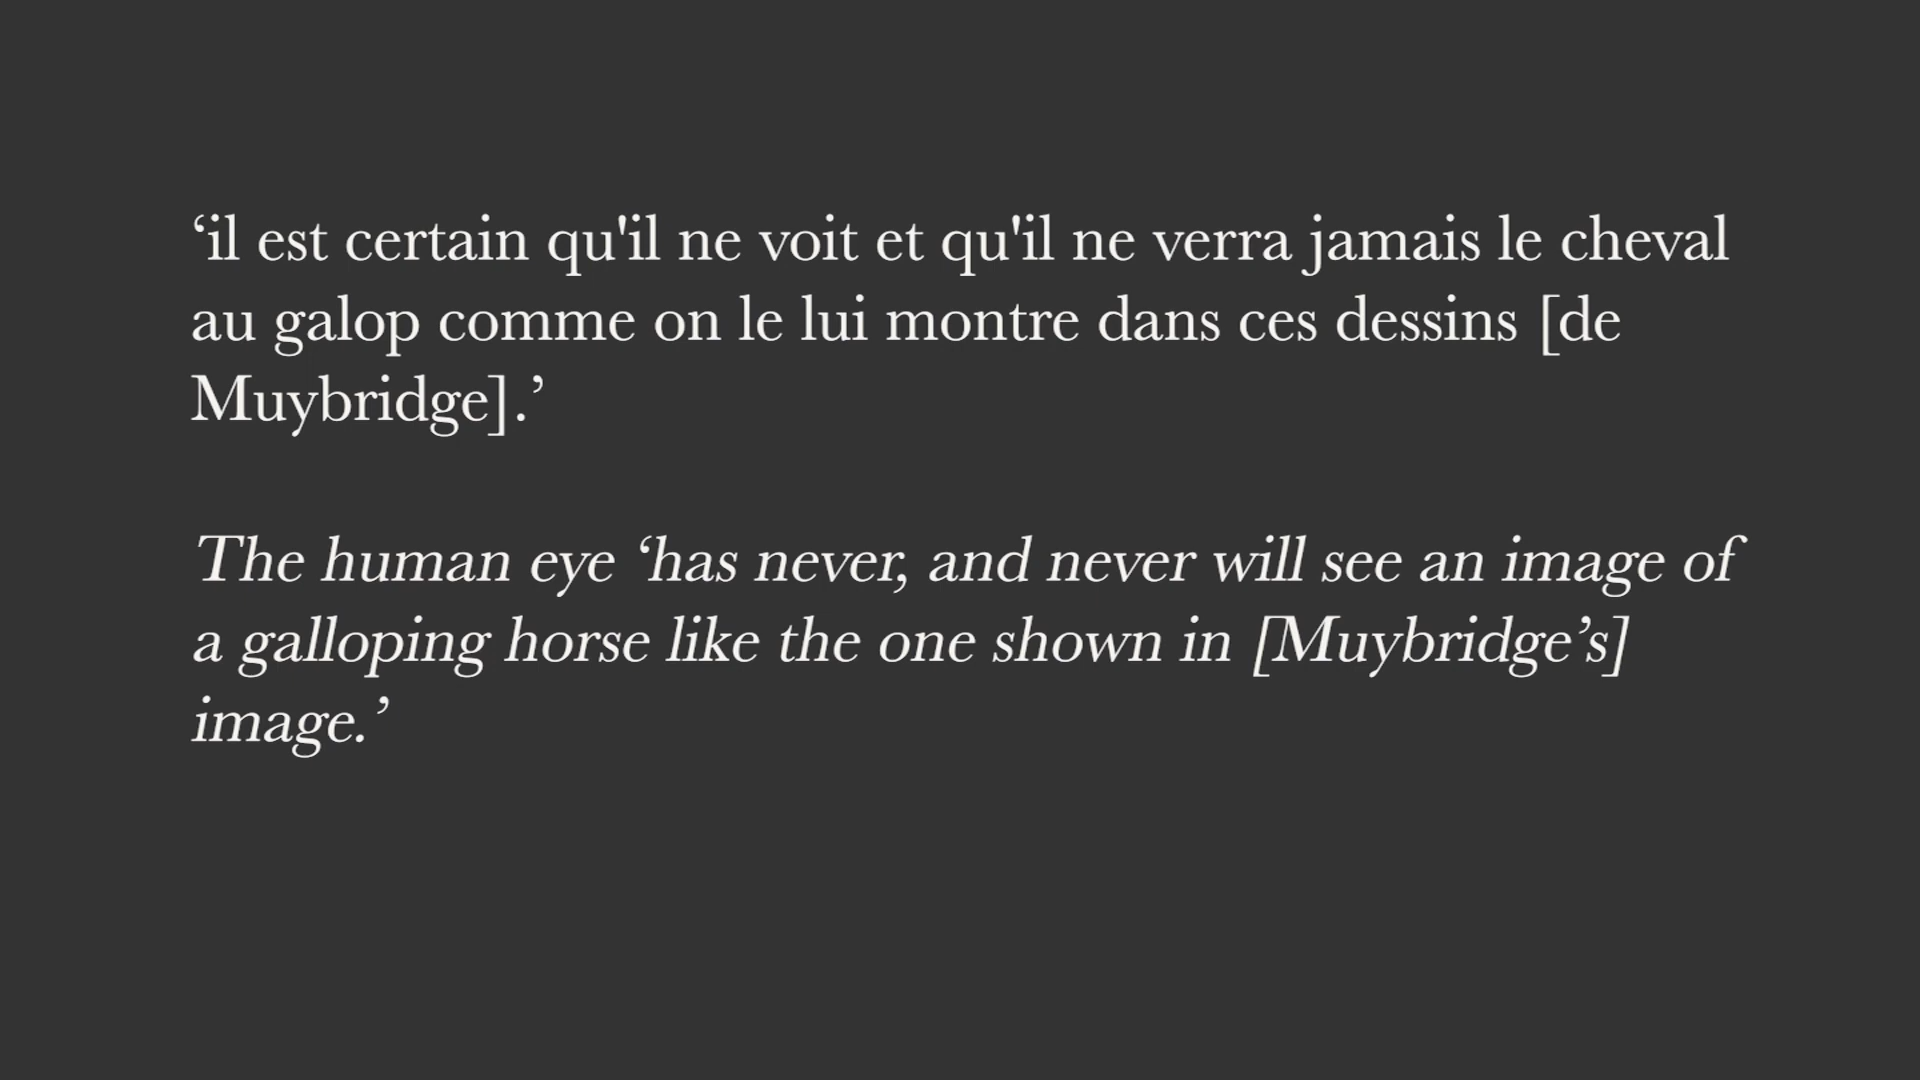 ‘il est certain qu'il ne voit et qu'il ne verra jamais le cheval
au galop comme on le lui montre dans ces dessins [de
Muybridge].’
The human eye ‘has never, and never will see an image of
a galloping horse like the one shown in [Muybridge’s]
image.’